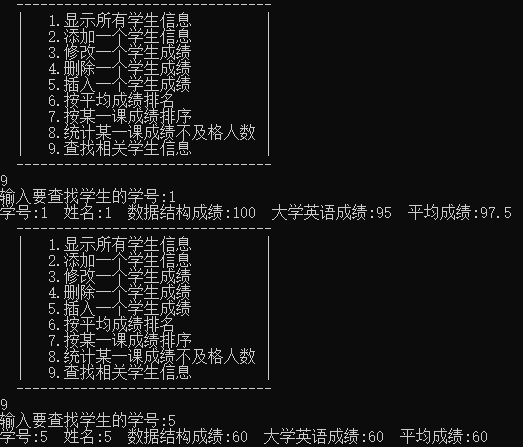 --------------------------------
| 1.显示所有学生信息 |
| 2.添加一个学生信息 |
| 3.修改一个学生成绩 |
| 4.删除一个学生成绩 |
| 5.插入一个学生成绩 |
| 6.按平均成绩排名 |
| 7.按某一课成绩排序 |
| 8.统计某一课成绩不及格人数 |
| 9.查找相关学生信息 |
--------------------------------
9
输入要查找学生的学号:1
学号:1 姓名:1 数据结构成绩:100 大学英语成绩:95 平均成绩:97.5
--------------------------------
| 1.显示所有学生信息 |
| 2.添加一个学生信息 |
| 3.修改一个学生成绩 |
| 4.删除一个学生成绩 |
| 5.插入一个学生成绩 |
| 6.按平均成绩排名 |
| 7.按某一课成绩排序 |
| 8.统计某一课成绩不及格人数 |
| 9.查找相关学生信息 |
--------------------------------
9
输入要查找学生的学号:5
学号:5 姓名:5 数据结构成绩:60 大学英语成绩:60 平均成绩:60